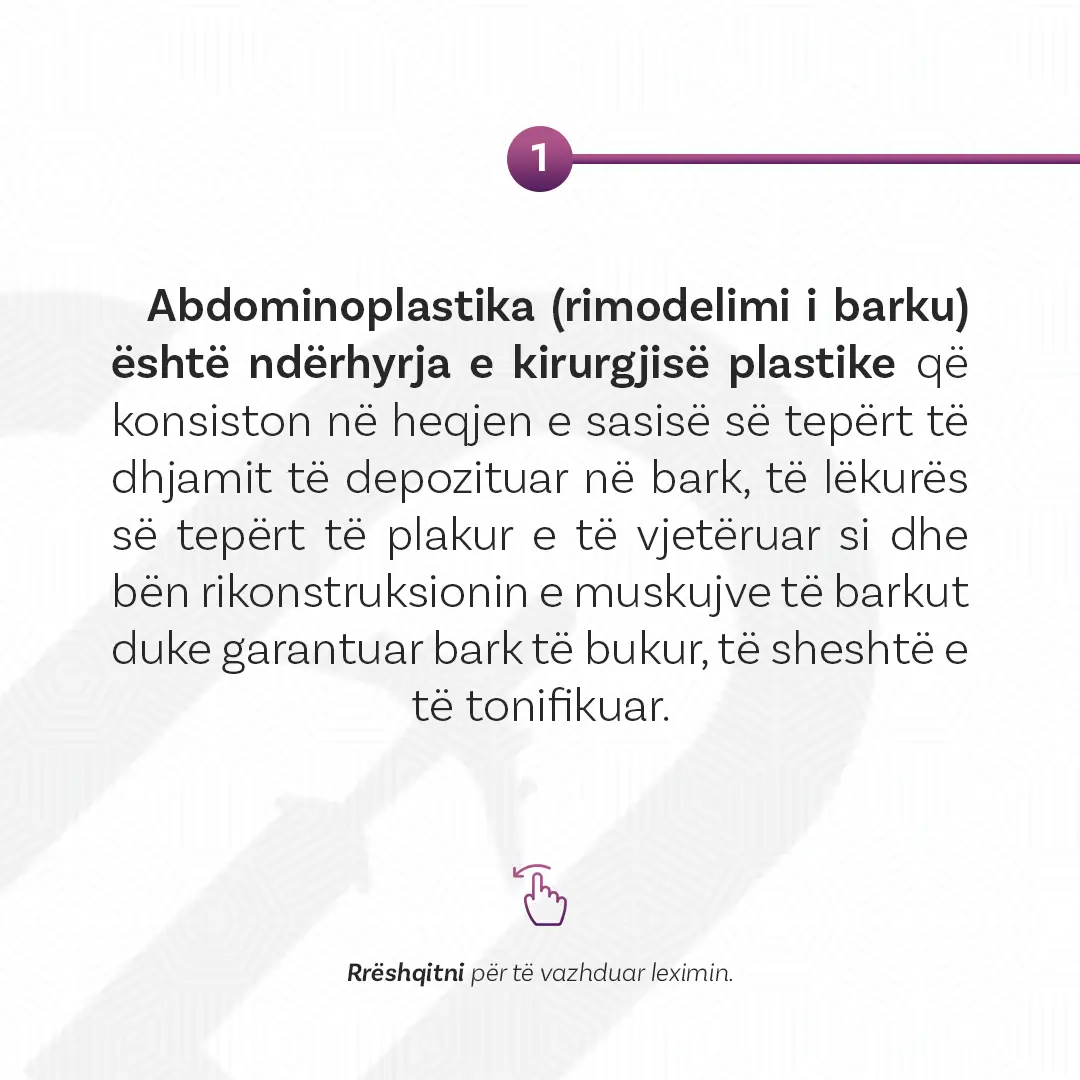 1
Abdominoplastika (rimodelimi i barku)
është ndërhyrja e kirurgjisë plastike që
konsiston në heqjen e sasisë së tepërt të
dhjamit të depozituar në bark, të lëkurës
së tepërt të plakur e të vjetëruar si dhe
bën rikonstruksionin e muskujve të barkut
duke garantuar bark të bukur, të sheshtë e
të tonifikuar.
Rrëshqitni për të vazhduar leximin.